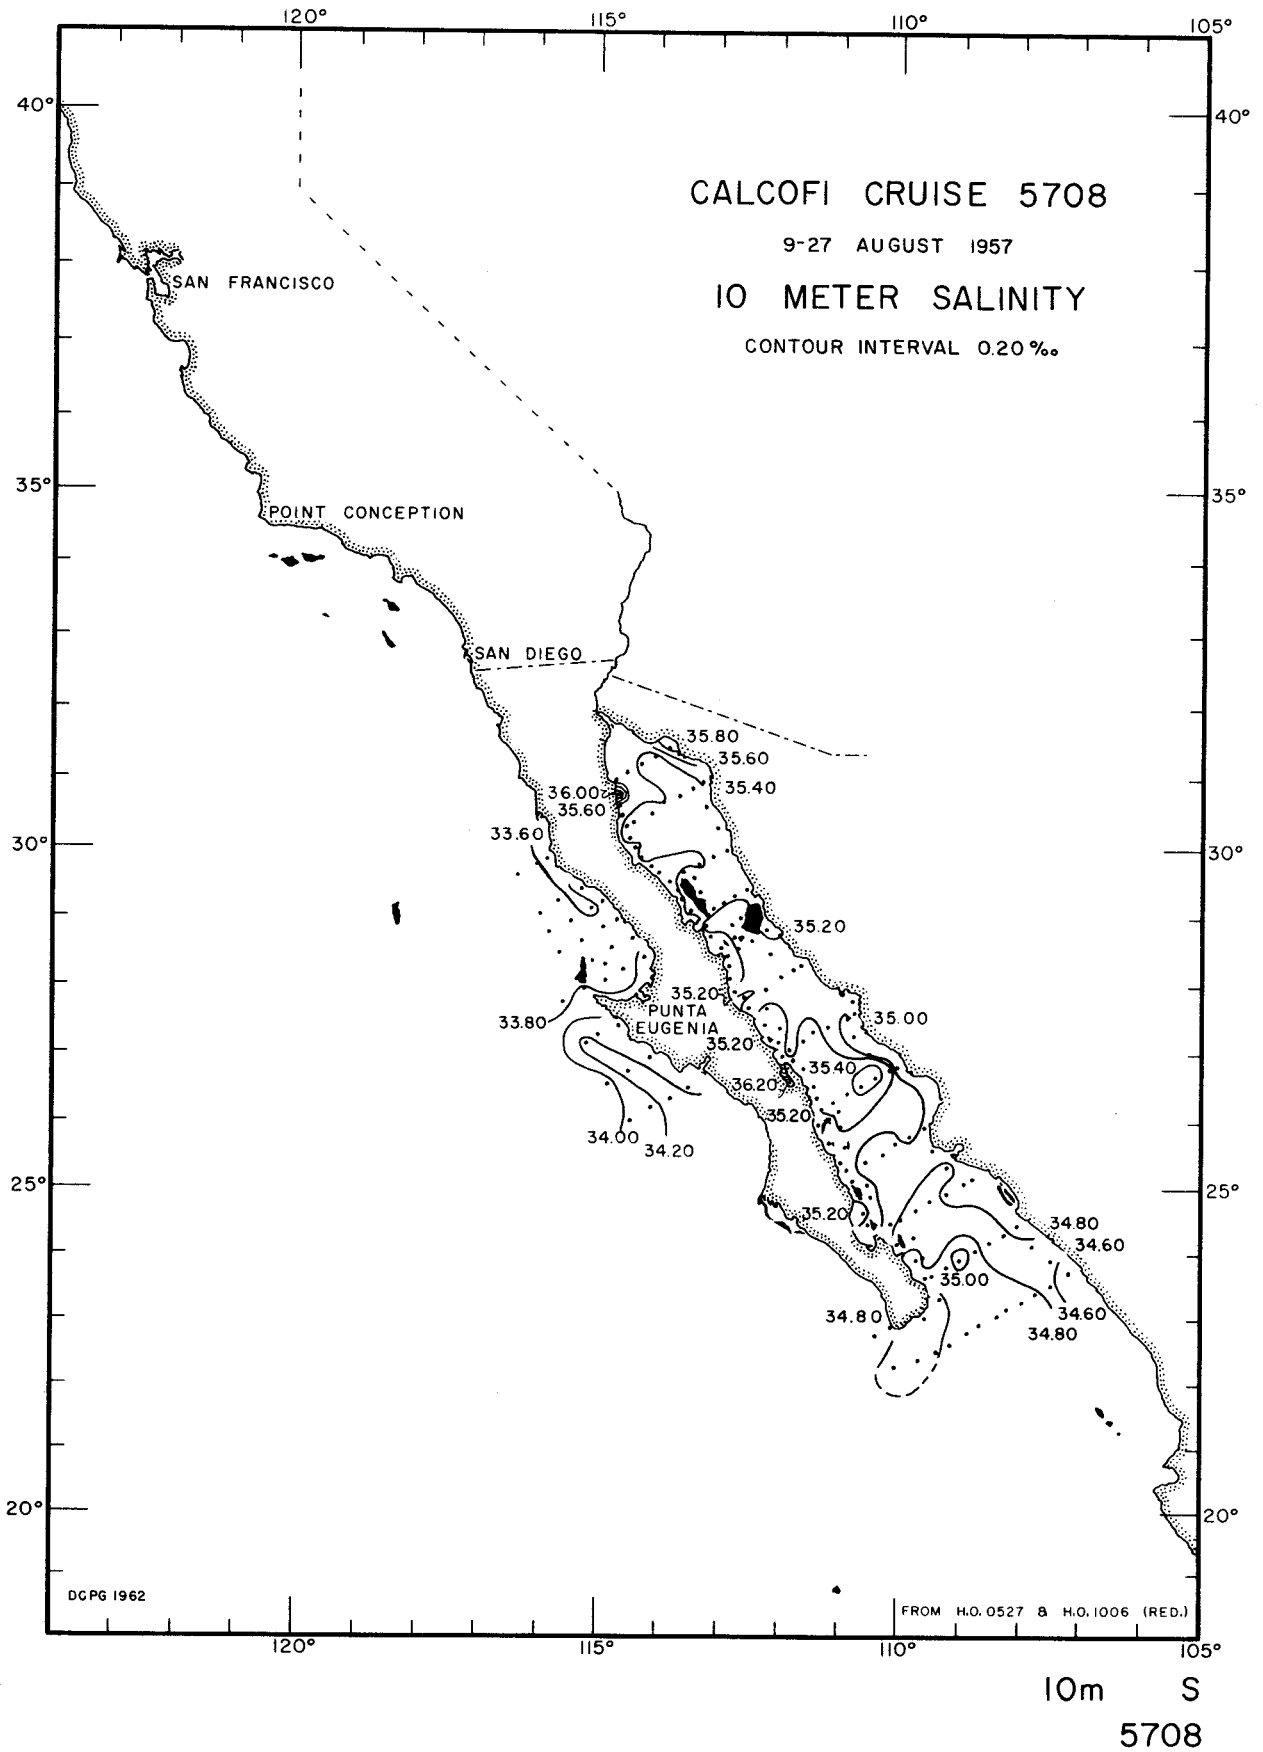 120° 115° 110° 105°
40° 40°
CALCOFI CRUISE 5708
9-27 AUGUST 1957
10 METER SALINITY
CONTOUR INTERVAL 0.20 ‰
SAN FRANCISCO
35° 35°
POINT CONCEPTION
SAN DIEGO
35.80
35.60
35.40
36.00
35.60
33.60
30° 30°
35.20
35.20
PUNTA
EUGENIA
33.80
35.00
35.20
35.40
36.20
35.20
34.00
34.20
25° 25°
35.20
34.80
34.60
35.00
34.80
34.60
34.80
20° 20°
DCPG 1962
FROM H.O. 0527 & H.O. 1006 (RED.)
120° 115° 110° 105°
10m S
5708